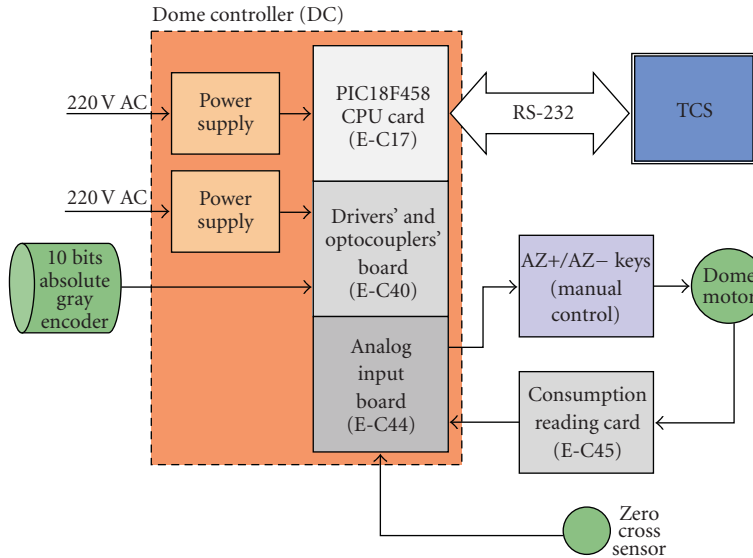 Dome controller (DC)
220 V AC
Power
supply
PIC18F458
CPU card
(E-C17)
RS-232
TCS
220 V AC
Power
supply
Drivers' and
optocouplers'
board
(E-C40)
10 bits
absolute
gray
encoder
AZ+/AZ− keys
(manual
control)
Dome
motor
Analog
input
board
(E-C44)
Consumption
reading card
(E-C45)
Zero
cross
sensor